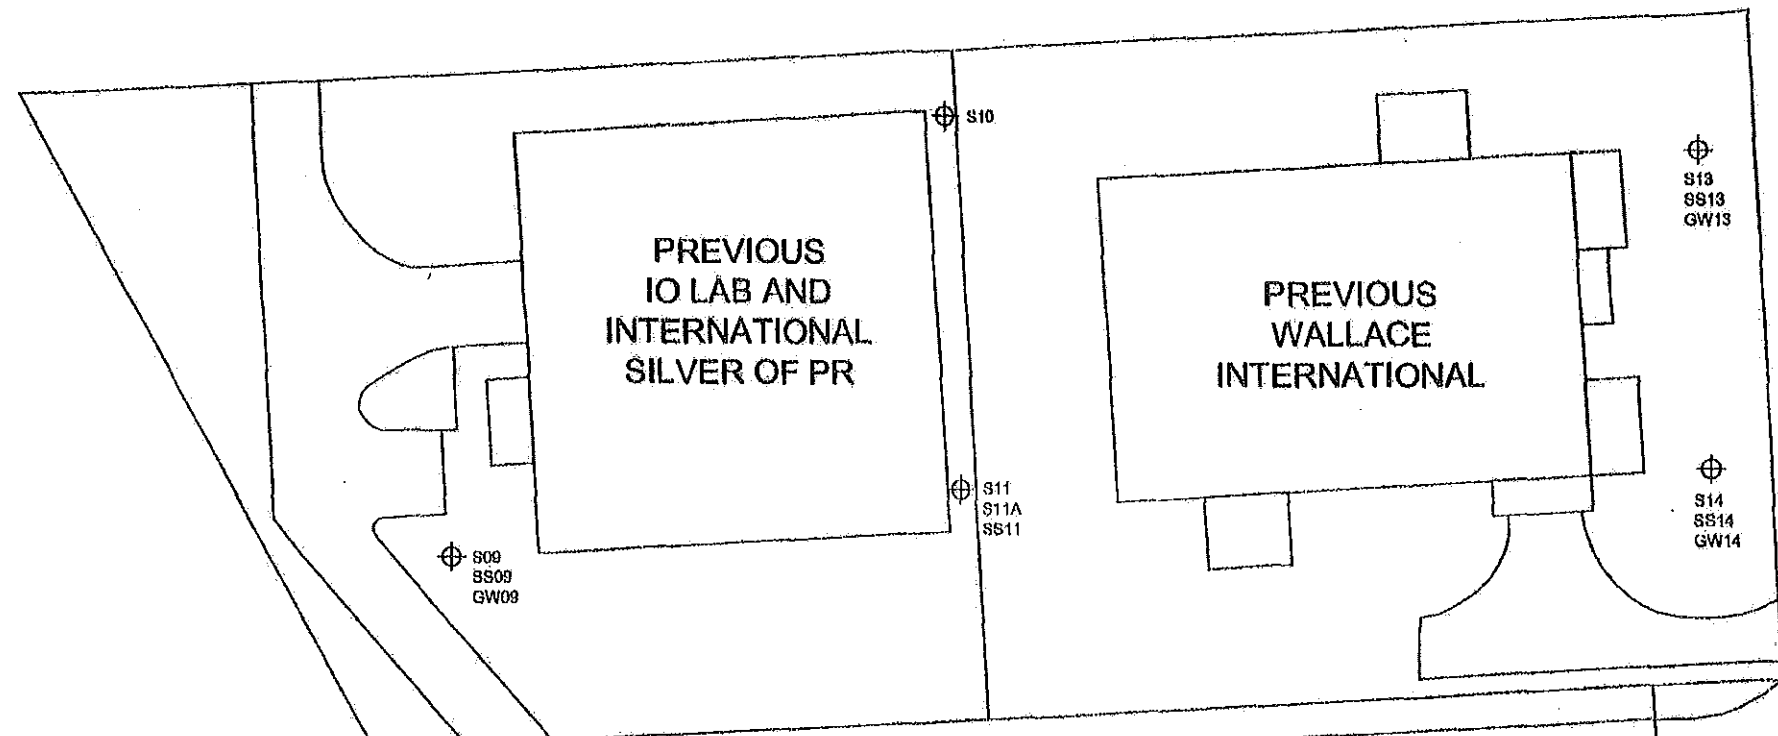 S10
S13
SS13
GW13
PREVIOUS
IO LAB AND
INTERNATIONAL
SILVER OF PR
PREVIOUS
WALLACE
INTERNATIONAL
S11
S11A
SS11
S14
SS14
GW14
S09
SS09
GW09